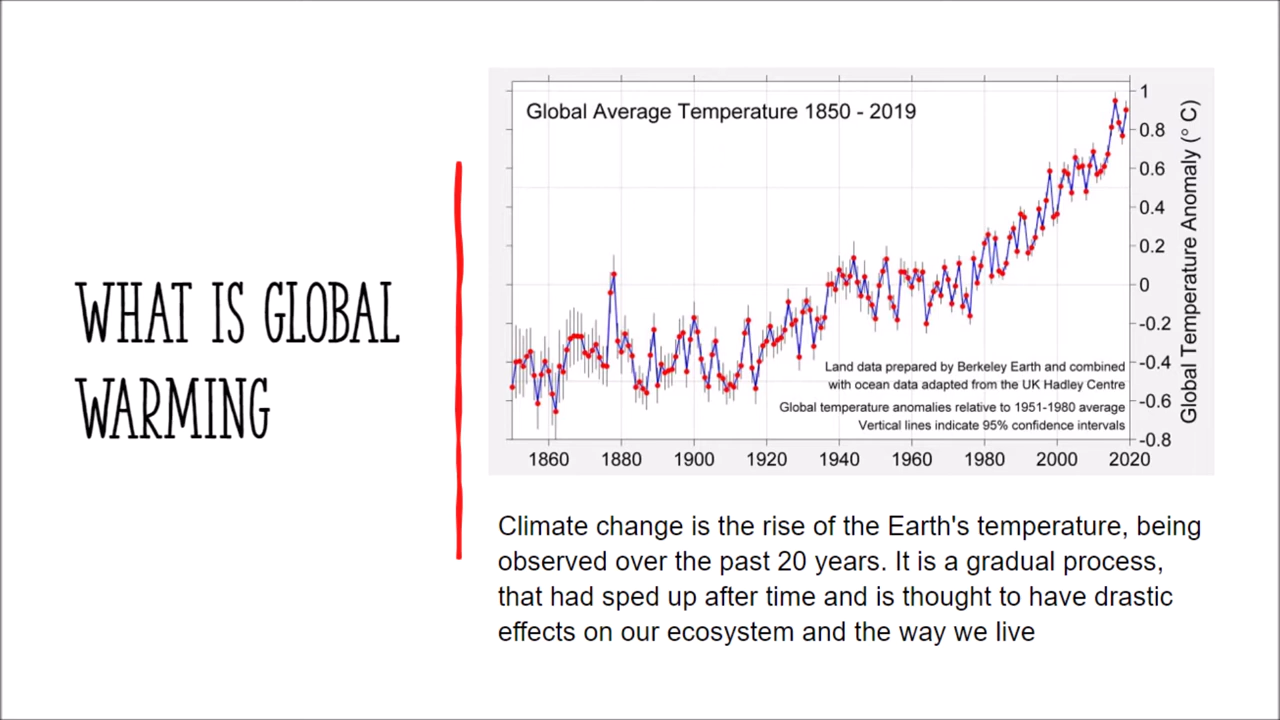 WHAT IS GLOBAL
WARMING
Global Average Temperature 1850 - 2019
1
0.8
0.6
0.4
0.2
0
-0.2
-0.4
-0.6
-0.8
Global Temperature Anomaly (° C)
Land data prepared by Berkeley Earth and combined
with ocean data adapted from the UK Hadley Centre
Global temperature anomalies relative to 1951-1980 average
Vertical lines indicate 95% confidence intervals
1860 1880 1900 1920 1940 1960 1980 2000 2020
Climate change is the rise of the Earth's temperature, being
observed over the past 20 years. It is a gradual process,
that had sped up after time and is thought to have drastic
effects on our ecosystem and the way we live